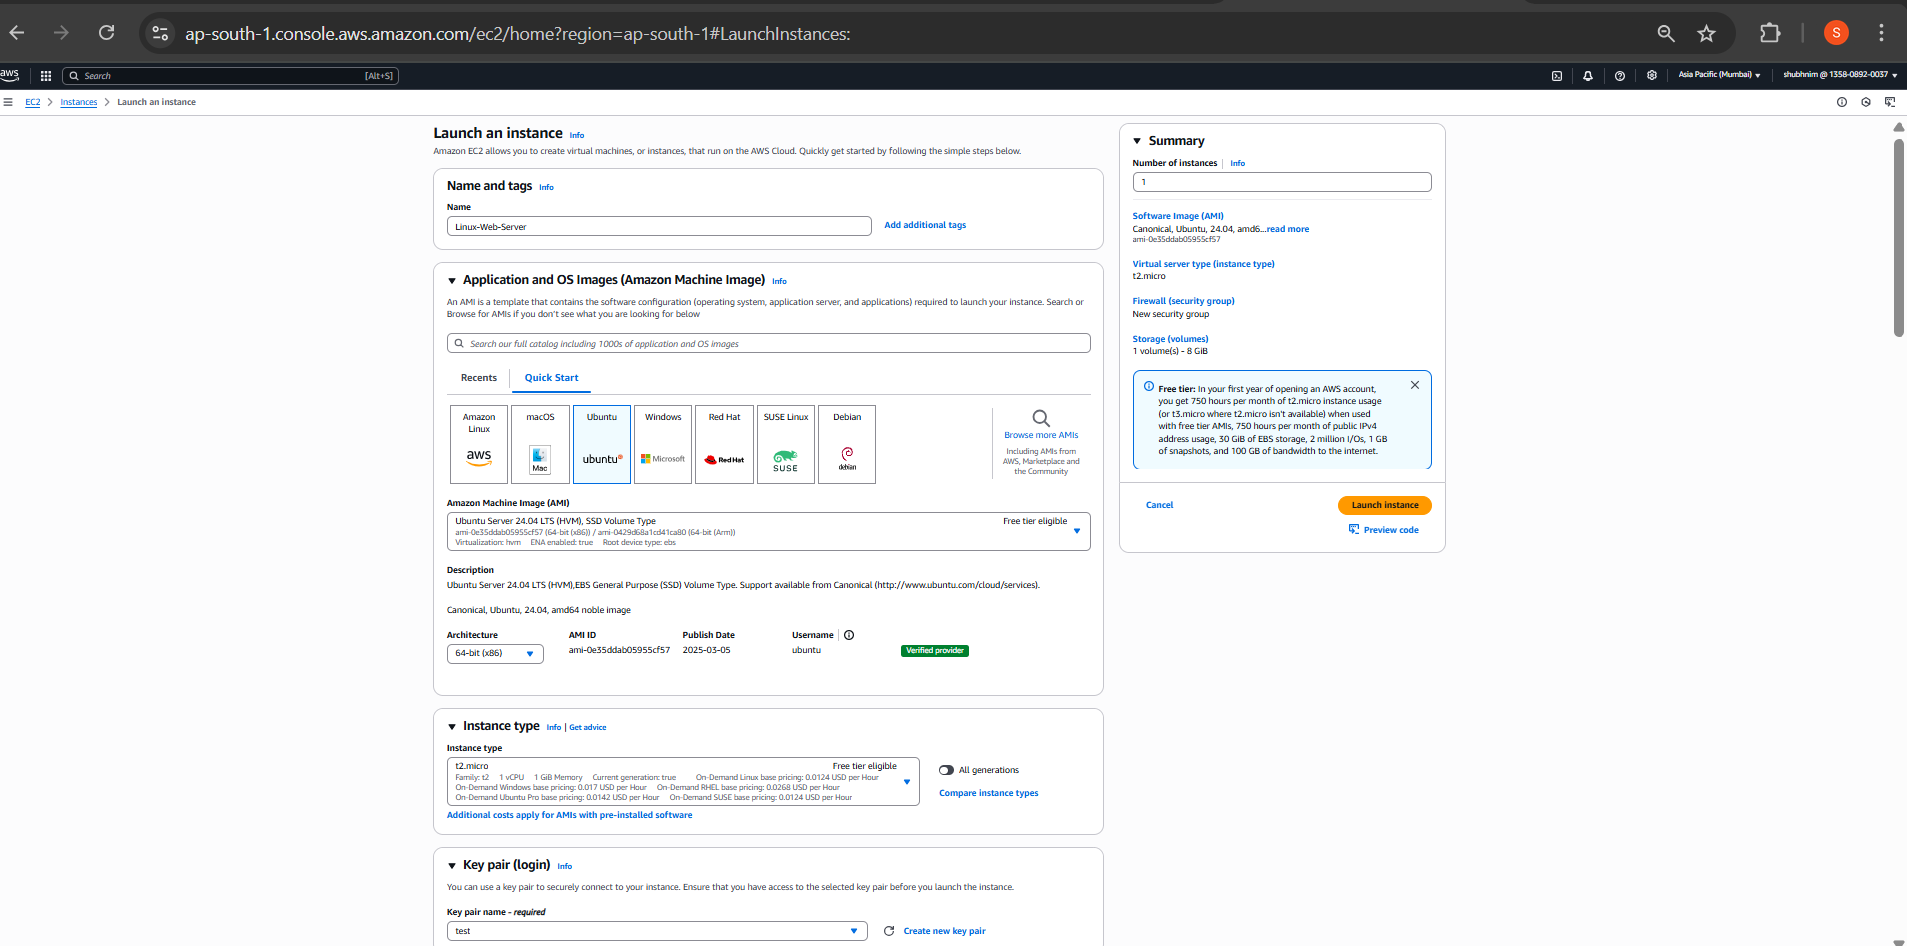 ap-south-1.console.aws.amazon.com/ec2/home?region=ap-south-1#LaunchInstances:
S
aws
Search
[Alt+S]
Asia Pacific (Mumbai)
shubhnim @ 1358-0892-0037
EC2 > Instances > Launch an instance
Launch an instance Info
Amazon EC2 allows you to create virtual machines, or instances, that run on the AWS Cloud. Quickly get started by following the simple steps below.
Name and tags Info
Name
Linux-Web-Server
Add additional tags
Application and OS Images (Amazon Machine Image) Info
An AMI is a template that contains the software configuration (operating system, application server, and applications) required to launch your instance. Search or
Browse for AMIs if you don't see what you are looking for below
Search our full catalog including 1000s of application and OS images
Recents
Quick Start
Amazon
Linux
aws
macOS
Mac
Ubuntu
ubuntu
Windows
Microsoft
Red Hat
Red Hat
SUSE Linux
SUSE
Debian
debian
Browse more AMIs
Including AMIs from
AWS, Marketplace and
the Community
Amazon Machine Image (AMI)
Ubuntu Server 24.04 LTS (HVM), SSD Volume Type
Free tier eligible
ami-0e35ddab05955cf57 (64-bit (x86)) / ami-0429d68a1cd41ca80 (64-bit (Arm))
Virtualization: hvm ENA enabled: true Root device type: ebs
Description
Ubuntu Server 24.04 LTS (HVM),EBS General Purpose (SSD) Volume Type. Support available from Canonical (http://www.ubuntu.com/cloud/services).
Canonical, Ubuntu, 24.04, amd64 noble image
Architecture
64-bit (x86)
AMI ID
ami-0e35ddab05955cf57
Publish Date
2025-03-05
Username
ubuntu
Verified provider
Instance type Info | Get advice
Instance type
t2.micro
Free tier eligible
Family: t2 1 vCPU 1 GiB Memory Current generation: true On-Demand Linux base pricing: 0.0124 USD per Hour
On-Demand Windows base pricing: 0.017 USD per Hour On-Demand RHEL base pricing: 0.0268 USD per Hour
On-Demand Ubuntu Pro base pricing: 0.0142 USD per Hour On-Demand SUSE base pricing: 0.0124 USD per Hour
All generations
Compare instance types
Additional costs apply for AMIs with pre-installed software
Key pair (login) Info
You can use a key pair to securely connect to your instance. Ensure that you have access to the selected key pair before you launch the instance.
Key pair name - required
test
Create new key pair
Summary
Number of instances Info
1
Software Image (AMI)
Canonical, Ubuntu, 24.04, amd6...read more
ami-0e35ddab05955cf57
Virtual server type (instance type)
t2.micro
Firewall (security group)
New security group
Storage (volumes)
1 volume(s) - 8 GiB
Free tier: In your first year of opening an AWS account,
you get 750 hours per month of t2.micro instance usage
(or t3.micro where t2.micro isn't available) when used
with free tier AMIs, 750 hours per month of public IPv4
address usage, 30 GiB of EBS storage, 2 million I/Os, 1 GB
of snapshots, and 100 GB of bandwidth to the internet.
Cancel
Launch instance
Preview code